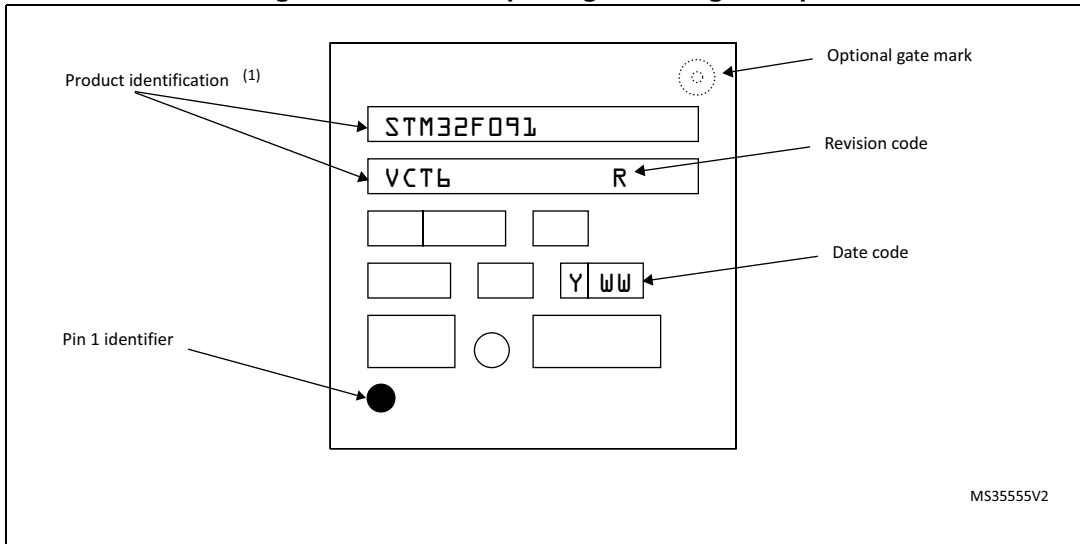 Product identification (1)
Optional gate mark
STM32F091
Revision code
VCT6 R
Date code
Y WW
Pin 1 identifier
MS35555V2